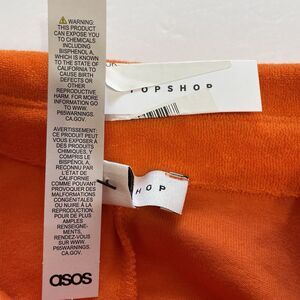 ⚠ WARNING:
THIS PRODUCT
CAN EXPOSE YOU
TO CHEMICALS
INCLUDING
BISPHENOL A,
WHICH IS
KNOWN TO THE
STATE OF
CALIFORNIA TO
CAUSE BIRTH
DEFECTS OR
OTHER
REPRODUCTIVE
HARM. FOR MORE
INFORMATION GO
TO WWW.
P65WARNINGS.
CA.GOV.
AVERTISSEMENT:
CE PRODUIT PEUT
VOUS EXPOSER À
DES PRODUITS
CHIMIQUES, Y
COMPRIS LE
BISPHENOL A,
RECONNU PAR
L'ÉTAT DE
CALIFORNIE
COMME POUVANT
PROVOQUER DES
MALFORMATIONS
CONGÉNITALES
OU NUIRE À LA
REPRODUCTION.
POUR DE PLUS
AMPLES
RENSEIGNE-
MENTS,
RENDEZ-VOUS
SUR WWW.
P65WARNINGS.
CA.GOV.
asos
TOPSHOP
HOP